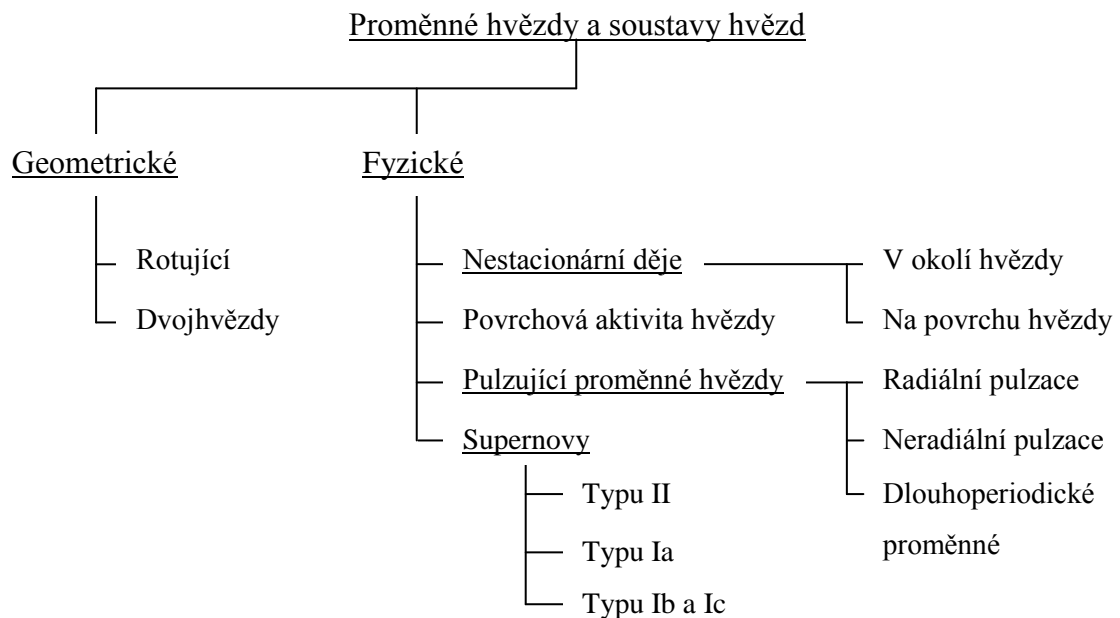 Proměnné hvězdy a soustavy hvězd
Geometrické
Fyzické
Rotující
Dvojhvězdy
Nestacionární děje
V okolí hvězdy
Na povrchu hvězdy
Povrchová aktivita hvězdy
Pulzující proměnné hvězdy
Radiální pulzace
Neradiální pulzace
Dlouhoperiodické
proměnné
Supernovy
Typu II
Typu Ia
Typu Ib a Ic